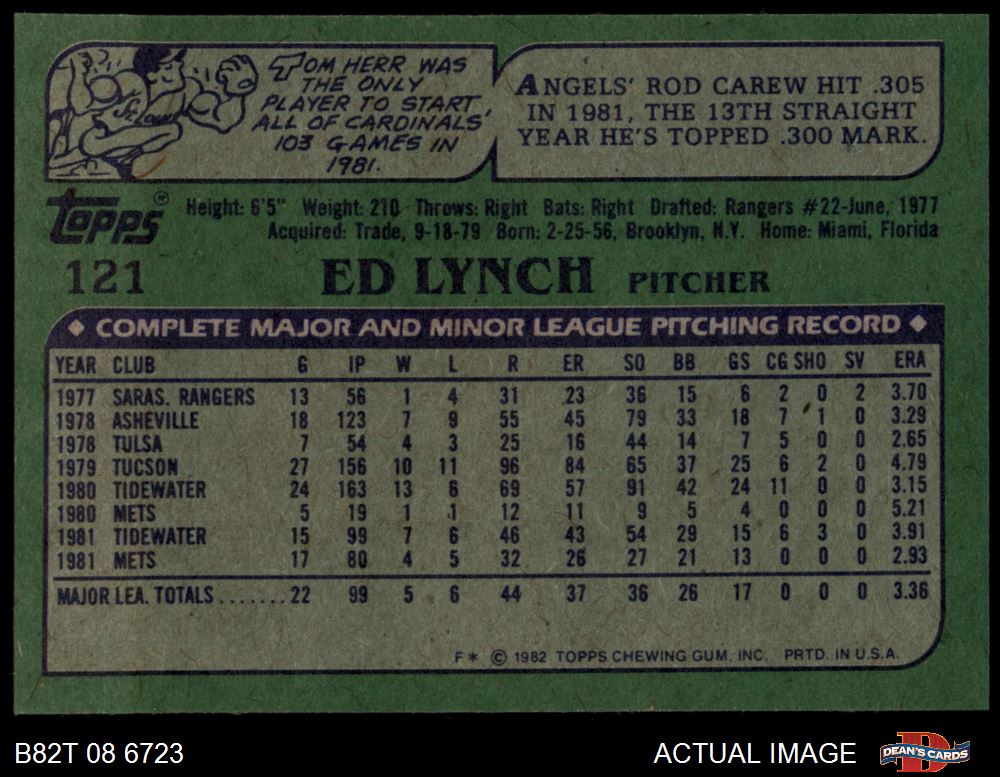 TOM HERR WAS
THE ONLY
PLAYER TO START
ALL OF CARDINALS'
103 GAMES IN
1981.
St. Louis
ANGELS' ROD CAREW HIT .305
IN 1981, THE 13TH STRAIGHT
YEAR HE'S TOPPED .300 MARK.
Topps®
Height: 6'5" Weight: 210 Throws: Right Bats: Right Drafted: Rangers #22-June, 1977
Acquired: Trade, 9-18-79 Born: 2-25-56, Brooklyn, N.Y. Home: Miami, Florida
121 ED LYNCH PITCHER
◆ COMPLETE MAJOR AND MINOR LEAGUE PITCHING RECORD ◆
YEAR CLUB G IP W L R ER SO BB GS CG SHO SV ERA
1977 SARAS. RANGERS 13 56 1 4 31 23 36 15 6 2 0 2 3.70
1978 ASHEVILLE 18 123 7 9 55 45 79 33 18 7 1 0 3.29
1978 TULSA 7 54 4 3 25 16 44 14 7 5 0 0 2.65
1979 TUCSON 27 156 10 11 96 84 65 37 25 6 2 0 4.79
1980 TIDEWATER 24 163 13 6 69 57 91 42 24 11 0 0 3.15
1980 METS 5 19 1 1 12 11 9 5 4 0 0 0 5.21
1981 TIDEWATER 15 99 7 6 46 43 54 29 15 6 3 0 3.91
1981 METS 17 80 4 5 32 26 27 21 13 0 0 0 2.93
MAJOR LEA. TOTALS.......22 99 5 6 44 37 36 26 17 0 0 0 3.36
F* © 1982 TOPPS CHEWING GUM, INC. PRTD. IN U.S.A.
B82T 08 6723 ACTUAL IMAGE DEAN'S CARDS